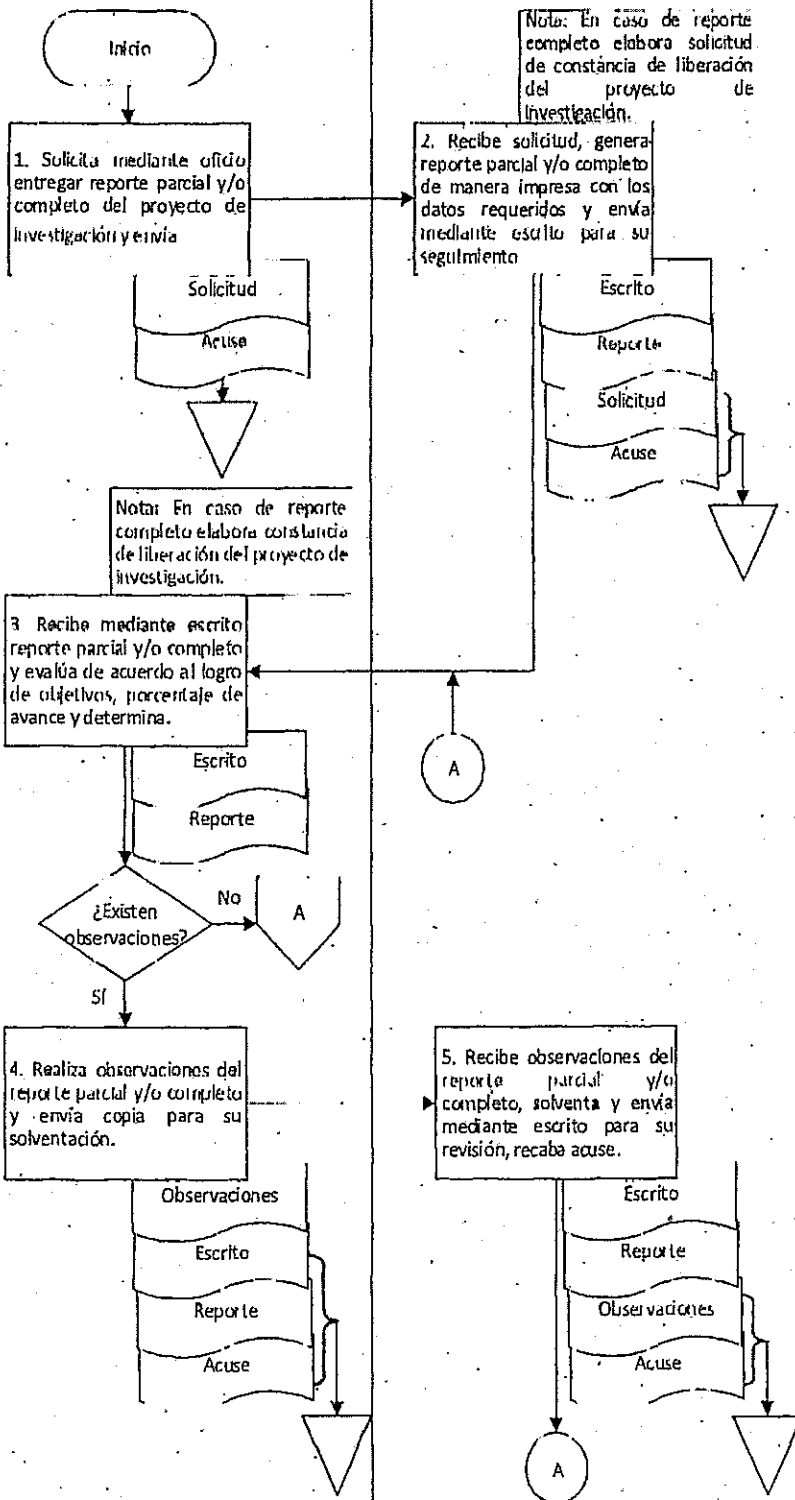 Inicio
1. Solicita mediante oficio
entregar reporte parcial y/o
completo del proyecto de
investigación y envía
Solicitud
Acuse
Nota: En caso de reporte
completo elabora solicitud
de constancia de liberación
del proyecto de
investigación.
2. Recibe solicitud, genera
reporte parcial y/o completo
de manera impresa con los
datos requeridos y envía
mediante escrito para su
seguimiento
Escrito
Reporte
Solicitud
Acuse
Nota: En caso de reporte
completo elabora constancia
de liberación del proyecto de
investigación.
3 Recibe mediante escrito
reporte parcial y/o completo
y evalúa de acuerdo al logro
de objetivos, porcentaje de
avance y determina.
Escrito
Reporte
A
¿Existen
observaciones?
No
A
Sí
4. Realiza observaciones del
reporte parcial y/o completo
y envía copia para su
solventación.
Observaciones
Escrito
Reporte
Acuse
5. Recibe observaciones del
reporte parcial y/o
completo, solventa y envía
mediante escrito para su
revisión, recaba acuse.
Escrito
Reporte
Observaciones
Acuse
A